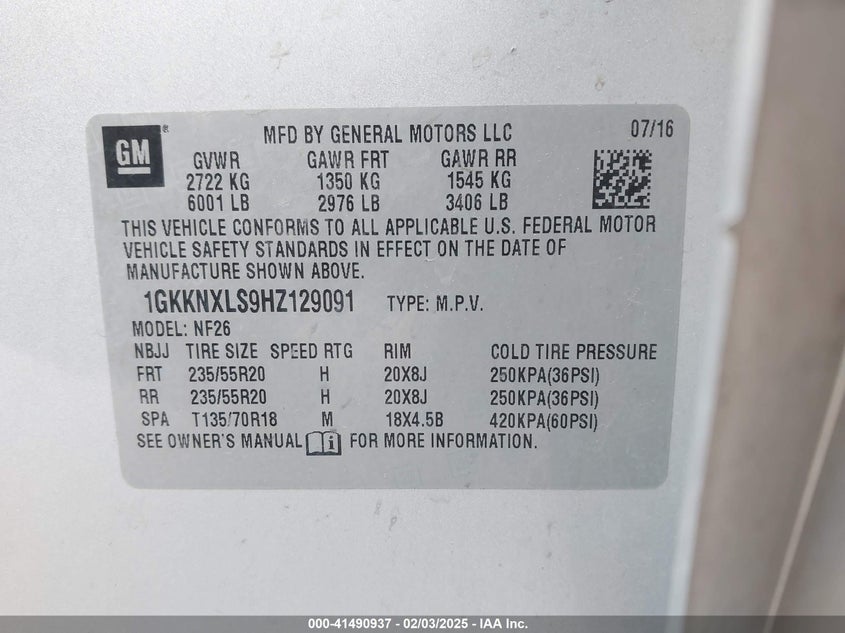 GM®
MFD BY GENERAL MOTORS LLC 07/16
GVWR GAWR FRT GAWR RR
2722 KG 1350 KG 1545 KG
6001 LB 2976 LB 3406 LB
THIS VEHICLE CONFORMS TO ALL APPLICABLE U.S. FEDERAL MOTOR
VEHICLE SAFETY STANDARDS IN EFFECT ON THE DATE OF
MANUFACTURE SHOWN ABOVE.
1GKKNXLS9HZ129091 TYPE: M.P.V.
MODEL: NF26
NBJJ TIRE SIZE SPEED RTG RIM COLD TIRE PRESSURE
FRT 235/55R20 H 20X8J 250KPA(36PSI)
RR 235/55R20 H 20X8J 250KPA(36PSI)
SPA T135/70R18 M 18X4.5B 420KPA(60PSI)
SEE OWNER'S MANUAL i FOR MORE INFORMATION.
000-41490937 - 02/03/2025 - IAA Inc.